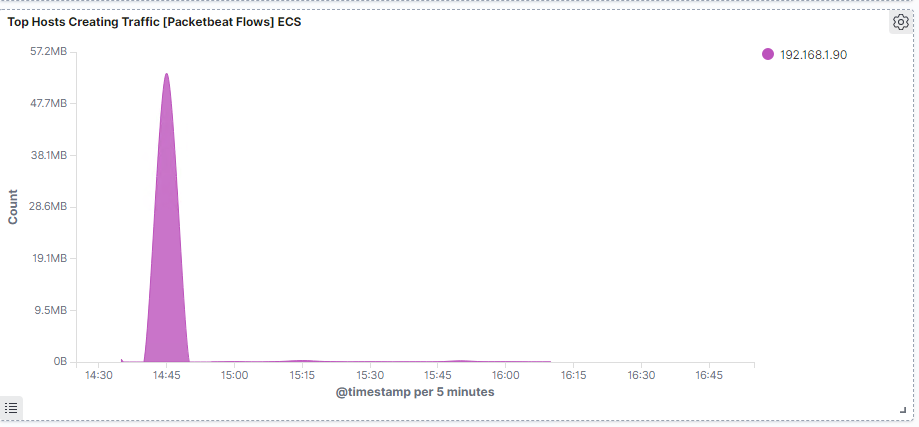 Top Hosts Creating Traffic [Packetbeat Flows] ECS
57.2MB
47.7MB
38.1MB
28.6MB
19.1MB
9.5MB
0B
Count
14:30 14:45 15:00 15:15 15:30 15:45 16:00 16:15 16:30 16:45
@timestamp per 5 minutes
192.168.1.90